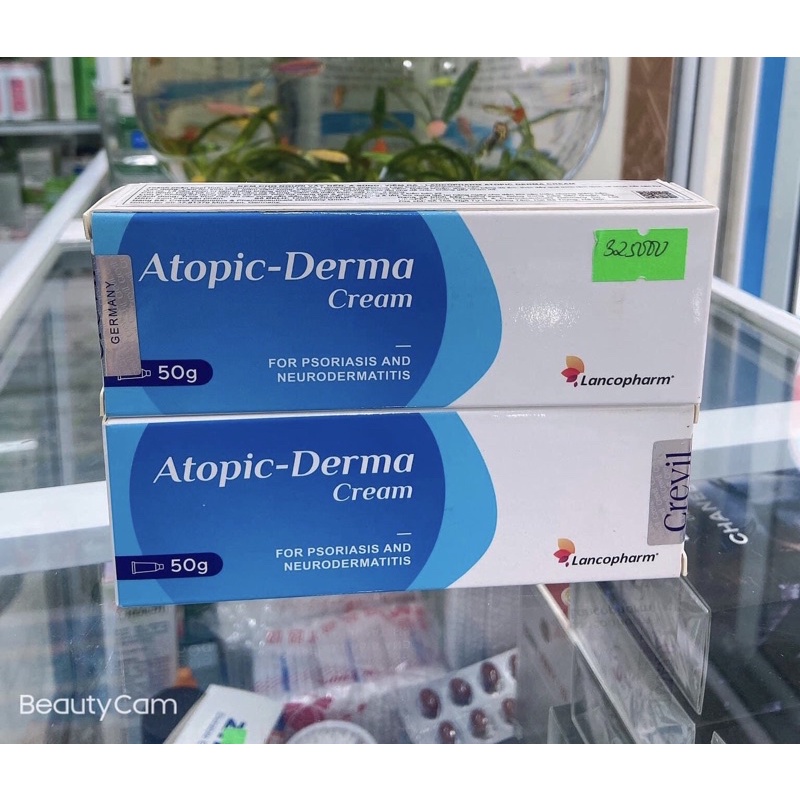 325000
Atopic-Derma
Cream
GERMANY
FOR PSORIASIS AND
NEURODERMATITIS
50g
Lancopharm®
Atopic-Derma
Cream
Crevil
FOR PSORIASIS AND
NEURODERMATITIS
50g
Lancopharm®
CHANE
BeautyCam